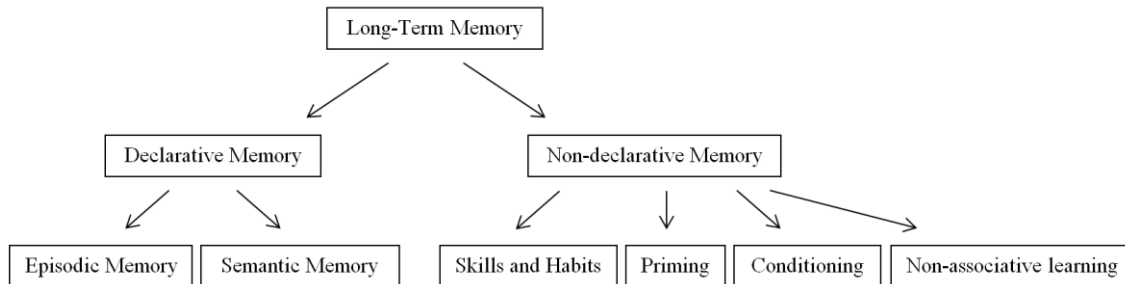 Long-Term Memory
Declarative Memory
Non-declarative Memory
Episodic Memory
Semantic Memory
Skills and Habits
Priming
Conditioning
Non-associative learning